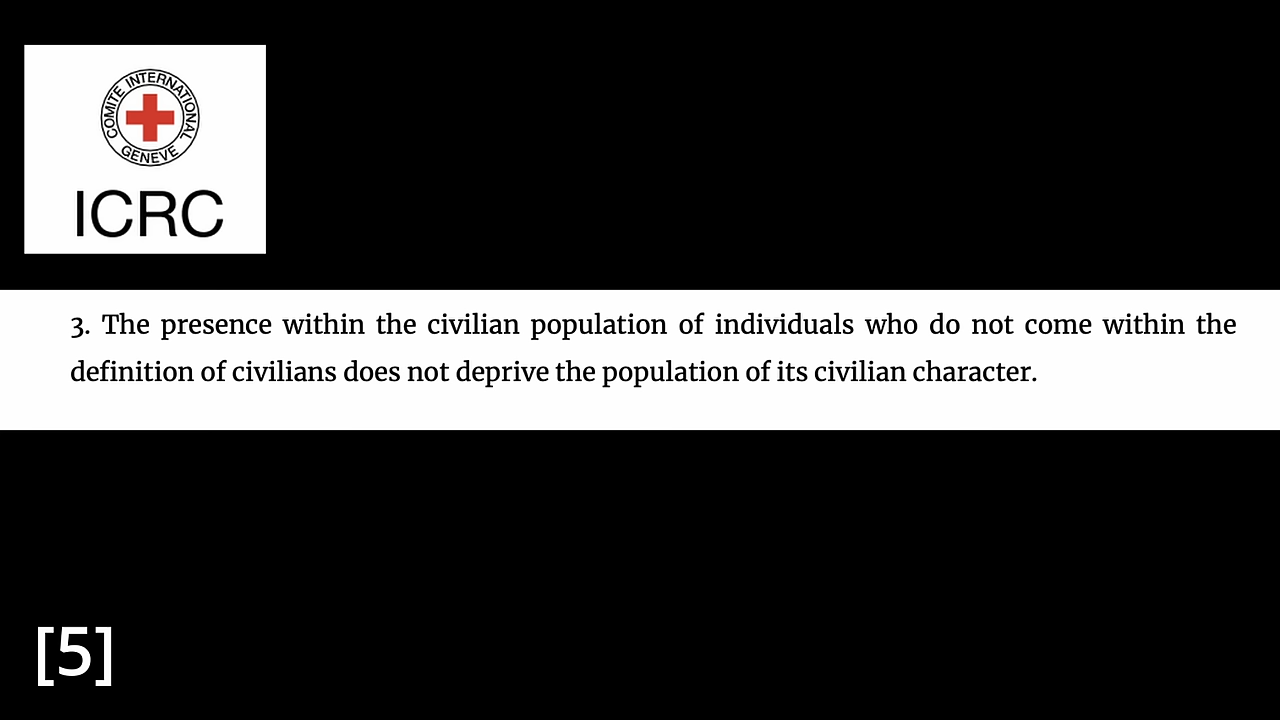 COMITE INTERNATIONAL
GENEVE
ICRC
3. The presence within the civilian population of individuals who do not come within the
definition of civilians does not deprive the population of its civilian character.
[5]